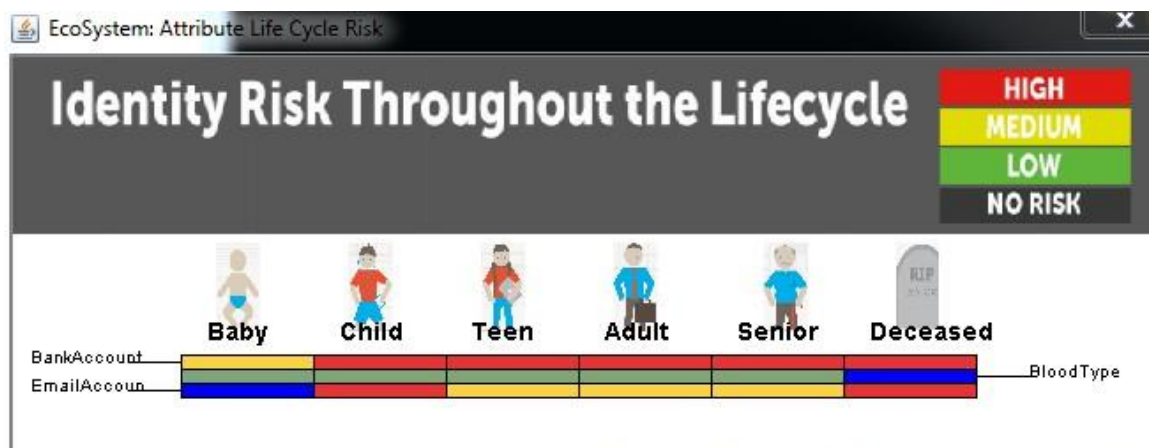 EcoSystem: Attribute Life Cycle Risk
X
Identity Risk Throughout the Lifecycle
HIGH
MEDIUM
LOW
NO RISK
RIP
Baby Child Teen Adult Senior Deceased
BankAccount
BloodType
EmailAccoun